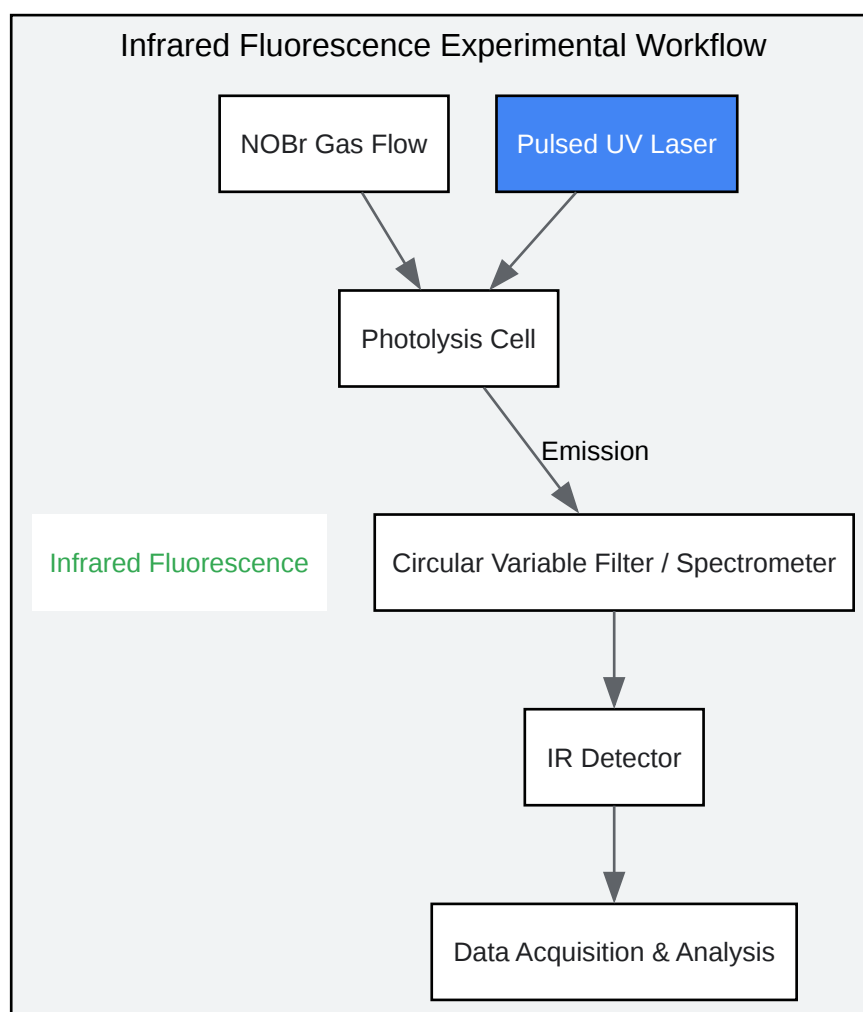 Infrared Fluorescence Experimental Workflow
NOBr Gas Flow
Pulsed UV Laser
Photolysis Cell
Emission
Infrared Fluorescence
Circular Variable Filter / Spectrometer
IR Detector
Data Acquisition & Analysis